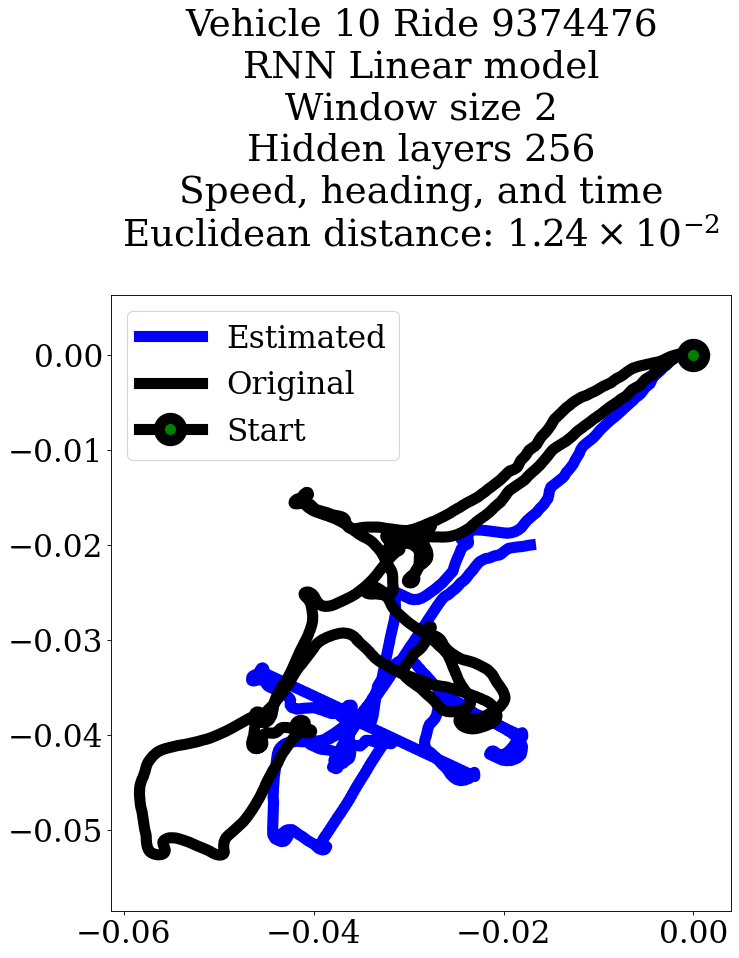 Vehicle 10 Ride 9374476
RNN Linear model
Window size 2
Hidden layers 256
Speed, heading, and time
Euclidean distance: 1.24 × 10⁻²
Estimated
Original
Start
0.00
−0.01
−0.02
−0.03
−0.04
−0.05
−0.06
−0.04
−0.02
0.00